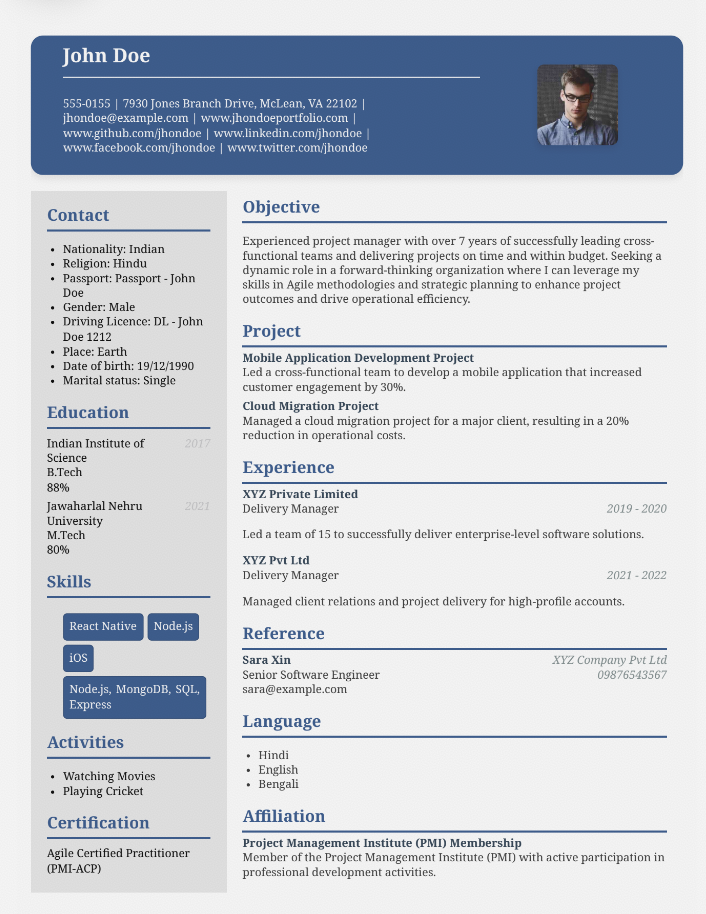 John Doe
555-0155 | 7930 Jones Branch Drive, McLean, VA 22102 |
jhondoe@example.com | www.jhondoeportfolio.com |
www.github.com/jhondoe | www.linkedin.com/jhondoe |
www.facebook.com/jhondoe | www.twitter.com/jhondoe
Contact
• Nationality: Indian
• Religion: Hindu
• Passport: Passport - John
Doe
• Gender: Male
• Driving Licence: DL - John
Doe 1212
• Place: Earth
• Date of birth: 19/12/1990
• Marital status: Single
Education
Indian Institute of 2017
Science
B.Tech
88%
Jawaharlal Nehru 2021
University
M.Tech
80%
Skills
React Native Node.js
iOS
Node.js, MongoDB, SQL,
Express
Activities
• Watching Movies
• Playing Cricket
Certification
Agile Certified Practitioner
(PMI-ACP)
Objective
Experienced project manager with over 7 years of successfully leading cross-
functional teams and delivering projects on time and within budget. Seeking a
dynamic role in a forward-thinking organization where I can leverage my
skills in Agile methodologies and strategic planning to enhance project
outcomes and drive operational efficiency.
Project
Mobile Application Development Project
Led a cross-functional team to develop a mobile application that increased
customer engagement by 30%.
Cloud Migration Project
Managed a cloud migration project for a major client, resulting in a 20%
reduction in operational costs.
Experience
XYZ Private Limited
Delivery Manager 2019 - 2020
Led a team of 15 to successfully deliver enterprise-level software solutions.
XYZ Pvt Ltd
Delivery Manager 2021 - 2022
Managed client relations and project delivery for high-profile accounts.
Reference
Sara Xin XYZ Company Pvt Ltd
Senior Software Engineer 09876543567
sara@example.com
Language
• Hindi
• English
• Bengali
Affiliation
Project Management Institute (PMI) Membership
Member of the Project Management Institute (PMI) with active participation in
professional development activities.